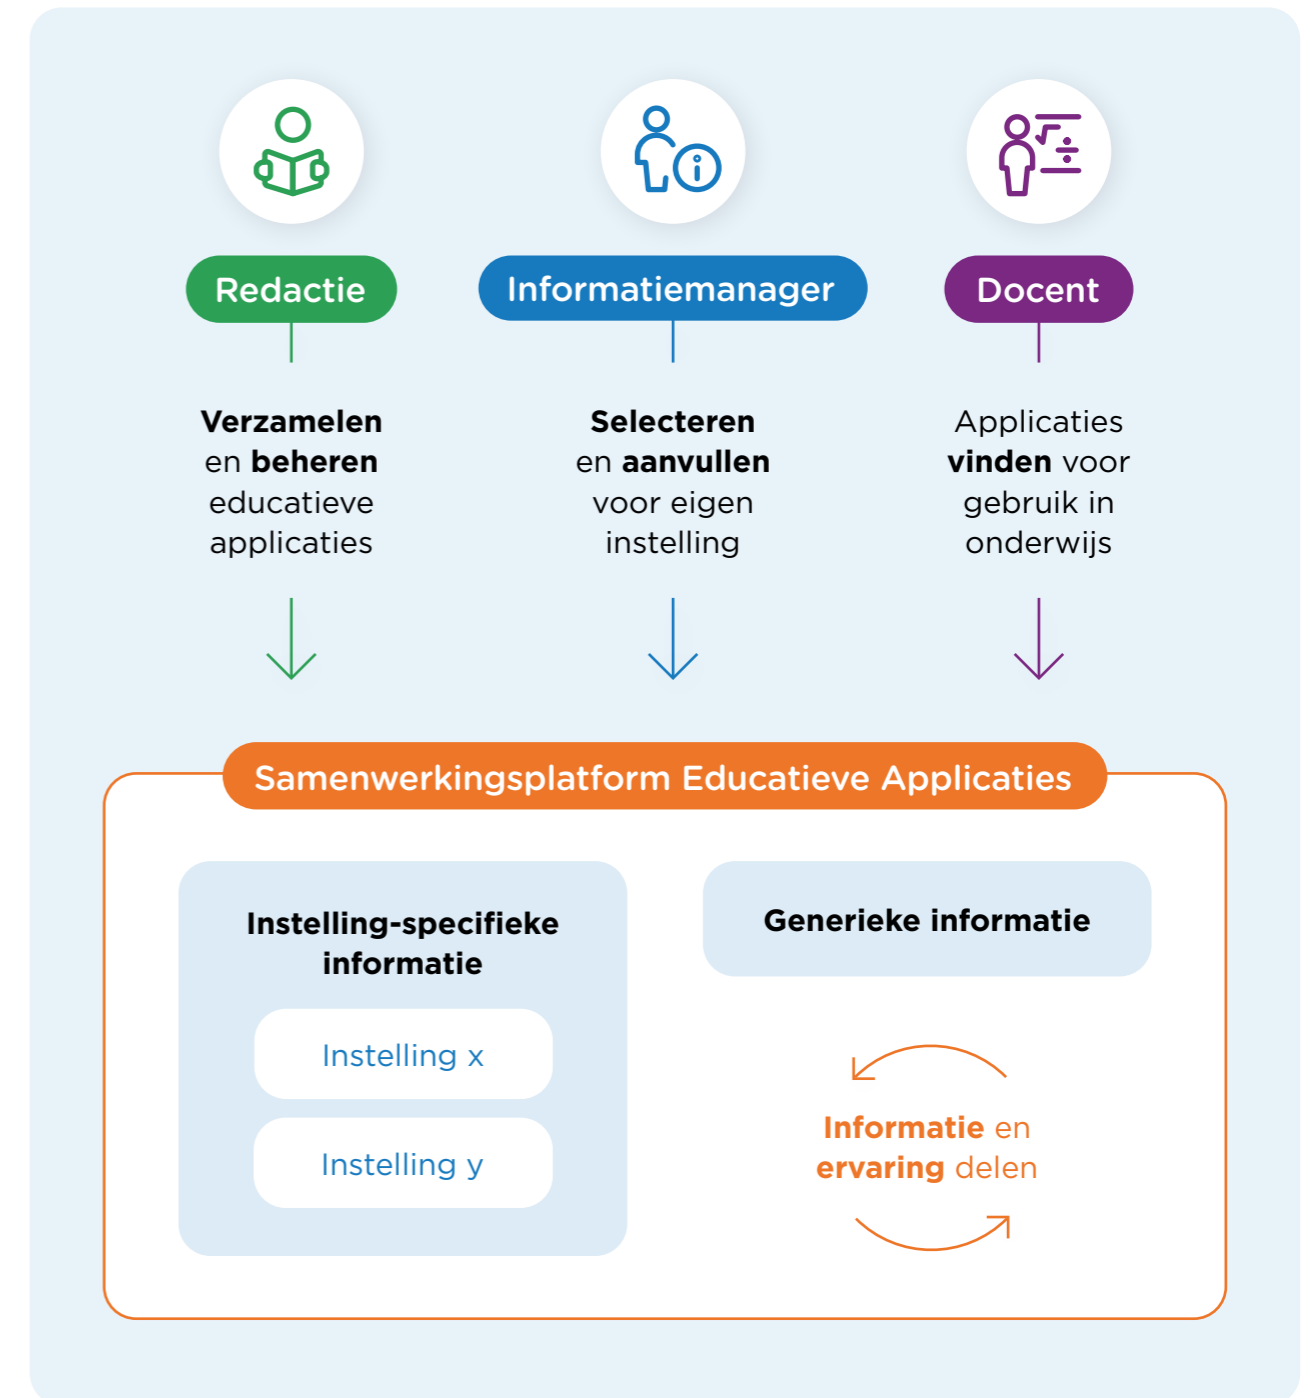 Redactie
Verzamelen
en beheren
educatieve
applicaties
Informatiemanager
Selecteren
en aanvullen
voor eigen
instelling
Docent
Applicaties
vinden voor
gebruik in
onderwijs
Samenwerkingsplatform Educatieve Applicaties
Instelling-specifieke
informatie
Instelling x
Instelling y
Generieke informatie
Informatie en
ervaring delen